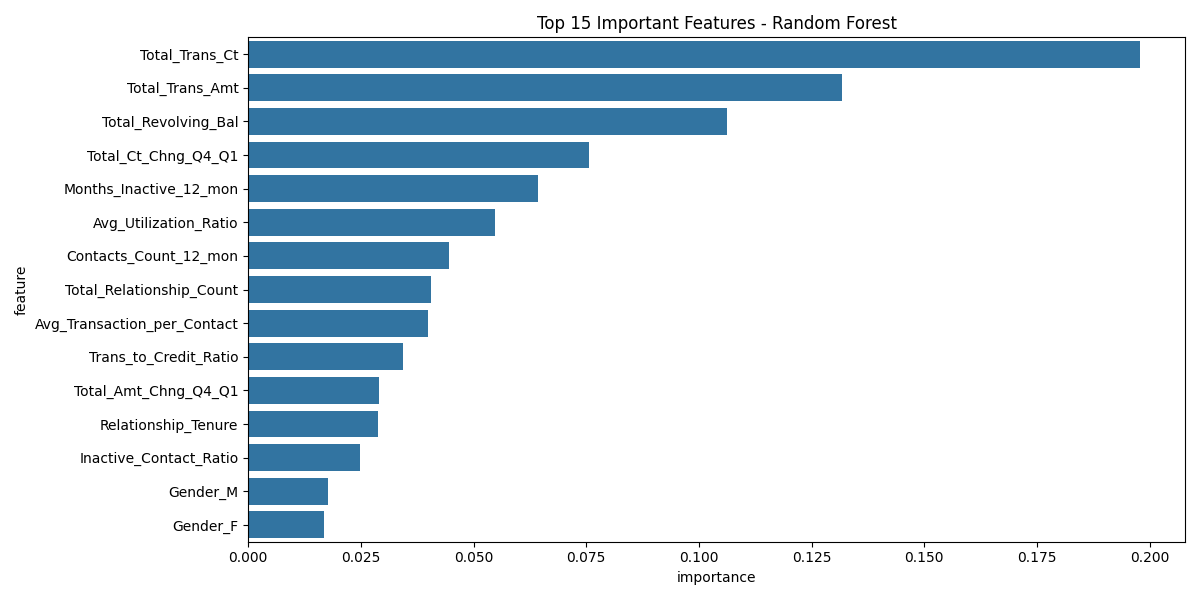 Top 15 Important Features - Random Forest
feature
Total_Trans_Ct
Total_Trans_Amt
Total_Revolving_Bal
Total_Ct_Chng_Q4_Q1
Months_Inactive_12_mon
Avg_Utilization_Ratio
Contacts_Count_12_mon
Total_Relationship_Count
Avg_Transaction_per_Contact
Trans_to_Credit_Ratio
Total_Amt_Chng_Q4_Q1
Relationship_Tenure
Inactive_Contact_Ratio
Gender_M
Gender_F
0.000 0.025 0.050 0.075 0.100 0.125 0.150 0.175 0.200
importance